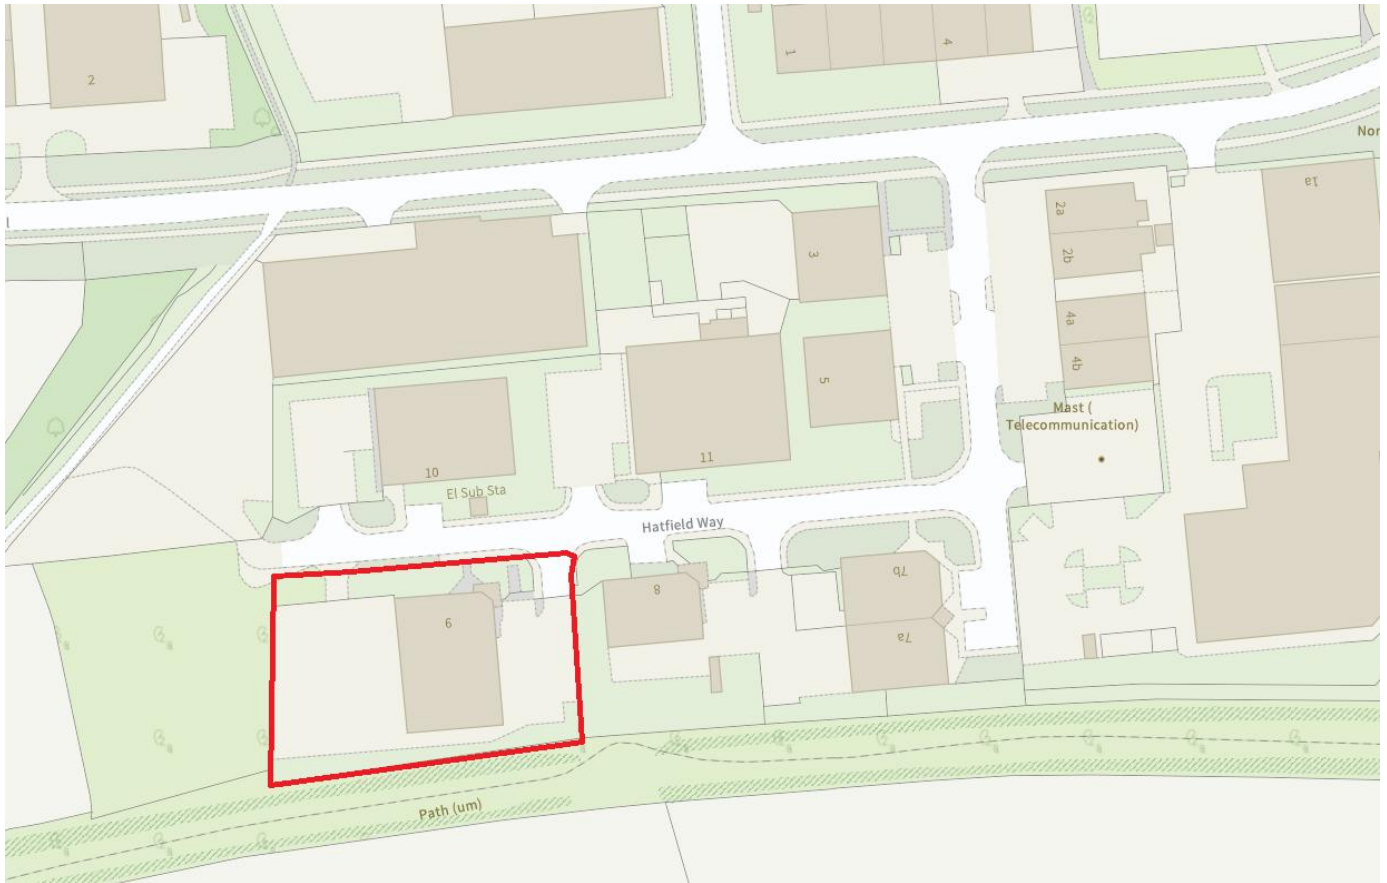 2
1
4
Nor
1a
2a
2b
3
4a
4b
5
Mast (
Telecommunication)
11
10
El Sub Sta
Hatfield Way
7b
8
9
7a
Path (um)